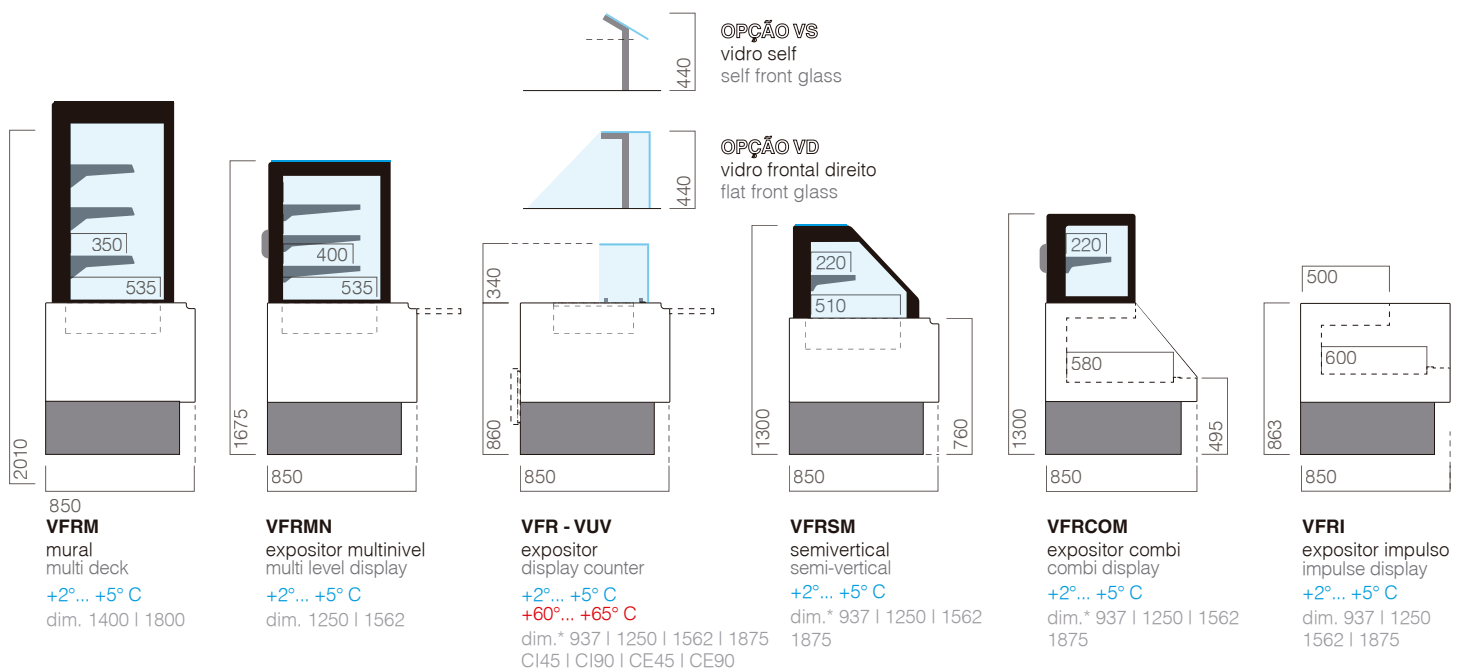 OPÇÃO VS
vidro self
self front glass
440
OPÇÃO VD
vidro frontal direito
flat front glass
440
350
535
2010
850
VFRM
mural
multi deck
+2°... +5° C
dim. 1400 | 1800
400
535
1675
850
VFRMN
expositor multinivel
multi level display
+2°... +5° C
dim. 1250 | 1562
340
860
850
VFR - VUV
expositor
display counter
+2°... +5° C
+60°... +65° C
dim.* 937 | 1250 | 1562 | 1875
CI45 | CI90 | CE45 | CE90
220
510
1300
760
850
VFRSM
semivertical
semi-vertical
+2°... +5° C
dim.* 937 | 1250 | 1562
1875
220
580
1300
495
850
VFRCOM
expositor combi
combi display
+2°... +5° C
dim.* 937 | 1250 | 1562
1875
500
600
863
850
VFRI
expositor impulso
impulse display
+2°... +5° C
dim. 937 | 1250
1562 | 1875